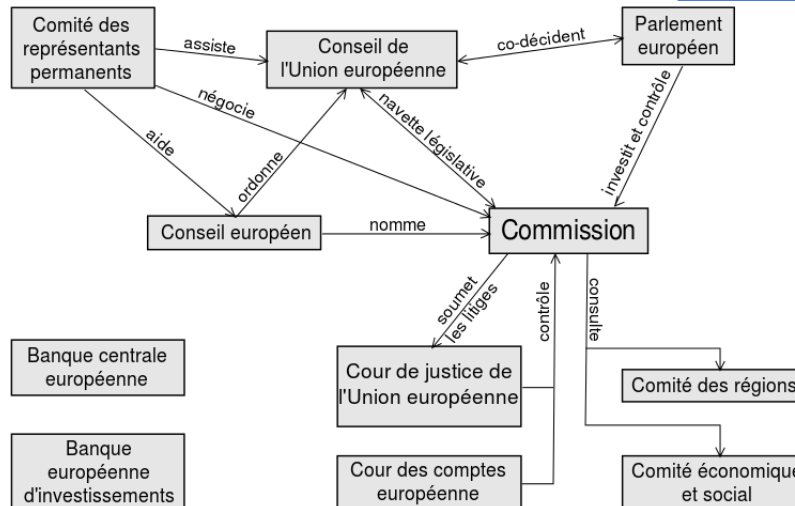 Comité des
représentants
permanents
assiste
Conseil de
l'Union européenne
co-décident
Parlement
européen
négocie
navette législative
investit et contrôle
aide
ordonne
Conseil européen
nomme
Commission
soumet
les litiges
contrôle
consulte
Banque centrale
européenne
Cour de justice de
l'Union européenne
Comité des régions
Banque
européenne
d'investissements
Cour des comptes
européenne
Comité économique
et social